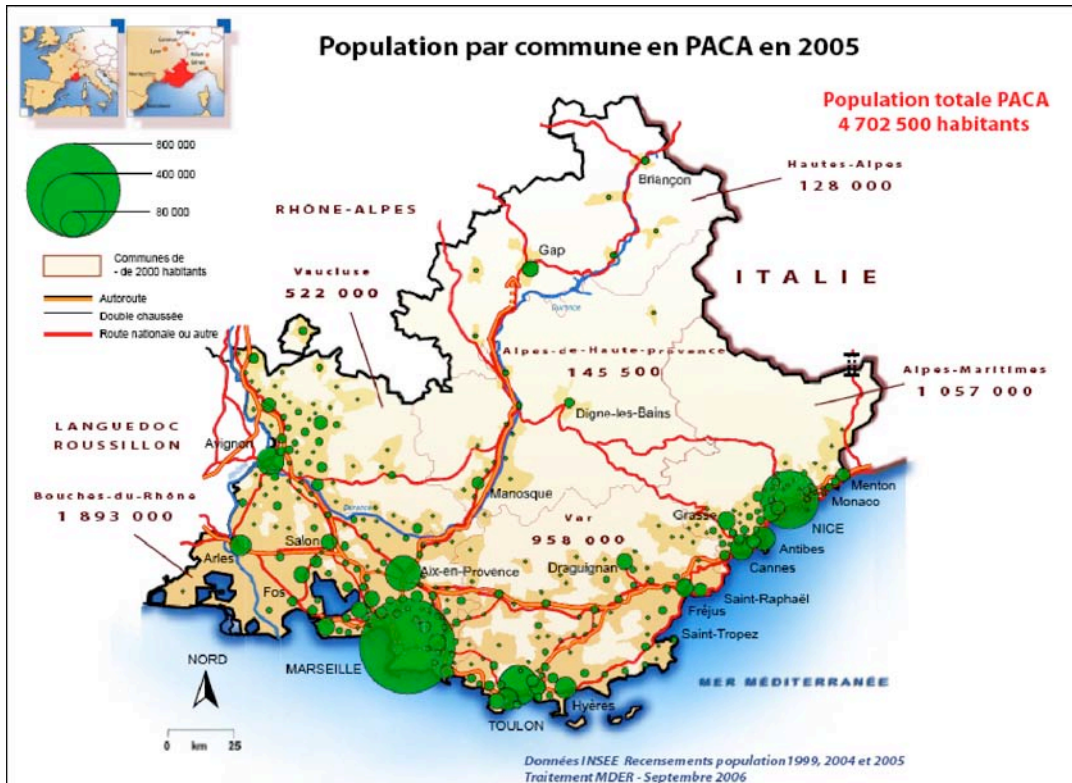 Population par commune en PACA en 2005
Population totale PACA
4 702 500 habitants
800 000
400 000
80 000
Communes de
- de 2000 habitants
Autoroute
Double chaussée
Route nationale ou autre
Hautes-Alpes
128 000
Briançon
RHÔNE-ALPES
Gap
Vaucluse
522 000
ITALIE
Durance
Alpes-de-Haute-provence
145 500
Alpes-Maritimes
1 057 000
Digne-les-Bains
LANGUEDOC
ROUSSILLON
Avignon
Bouches-du-Rhône
1 893 000
Manosque
Durance
Menton
Monaco
Grasse
NICE
Var
958 000
Arles
Salon
Aix-en-Provence
Draguignan
Antibes
Cannes
Fos
Saint-Raphaël
Fréjus
Saint-Tropez
NORD
MARSEILLE
MER MÉDITERRANÉE
Hyères
TOULON
0 km 25
Données INSEE Recensements population 1999, 2004 et 2005
Traitement MDER - Septembre 2006